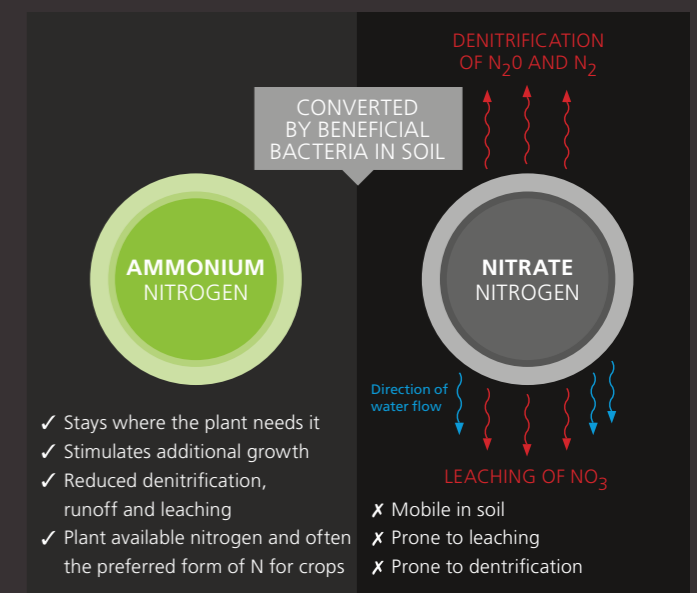 DENITRIFICATION
OF N₂0 AND N₂
CONVERTED
BY BENEFICIAL
BACTERIA IN SOIL
AMMONIUM
NITROGEN
NITRATE
NITROGEN
Direction of
water flow
LEACHING OF NO₃
✓ Stays where the plant needs it
✓ Stimulates additional growth
✓ Reduced denitrification,
runoff and leaching
✓ Plant available nitrogen and often
the preferred form of N for crops
✗ Mobile in soil
✗ Prone to leaching
✗ Prone to dentrification